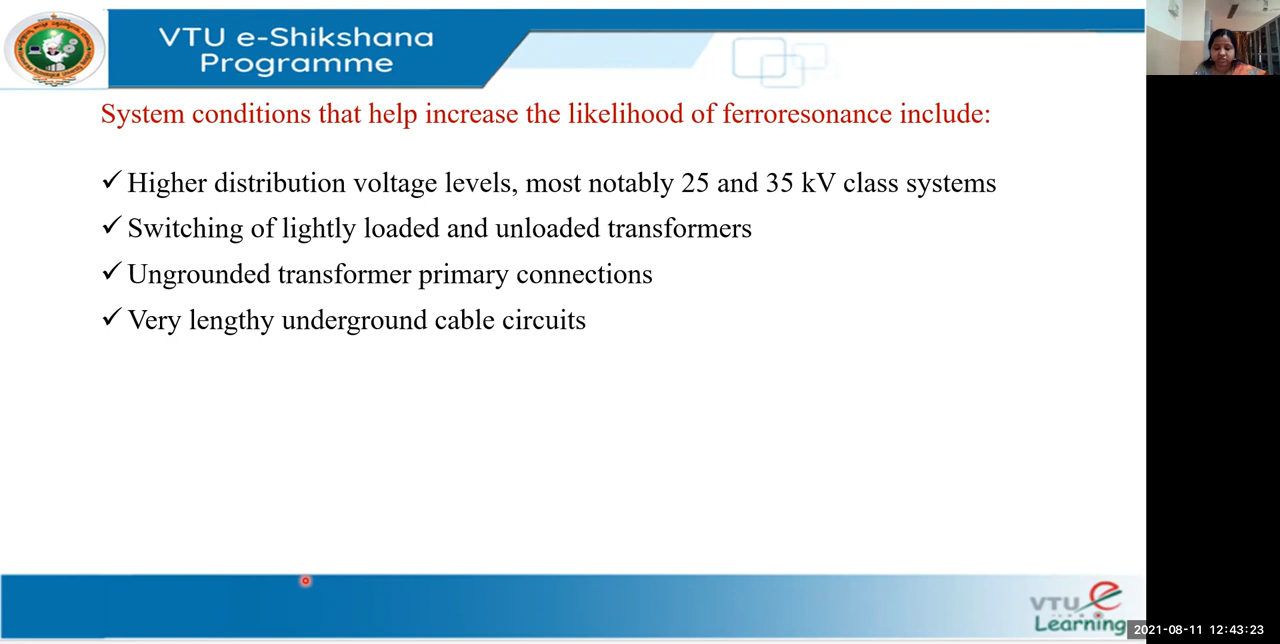 VTU e-Shikshana
Programme
System conditions that help increase the likelihood of ferroresonance include:
✓ Higher distribution voltage levels, most notably 25 and 35 kV class systems
✓ Switching of lightly loaded and unloaded transformers
✓ Ungrounded transformer primary connections
✓ Very lengthy underground cable circuits
VTU e
Learning
2021-08-11 12:43:23